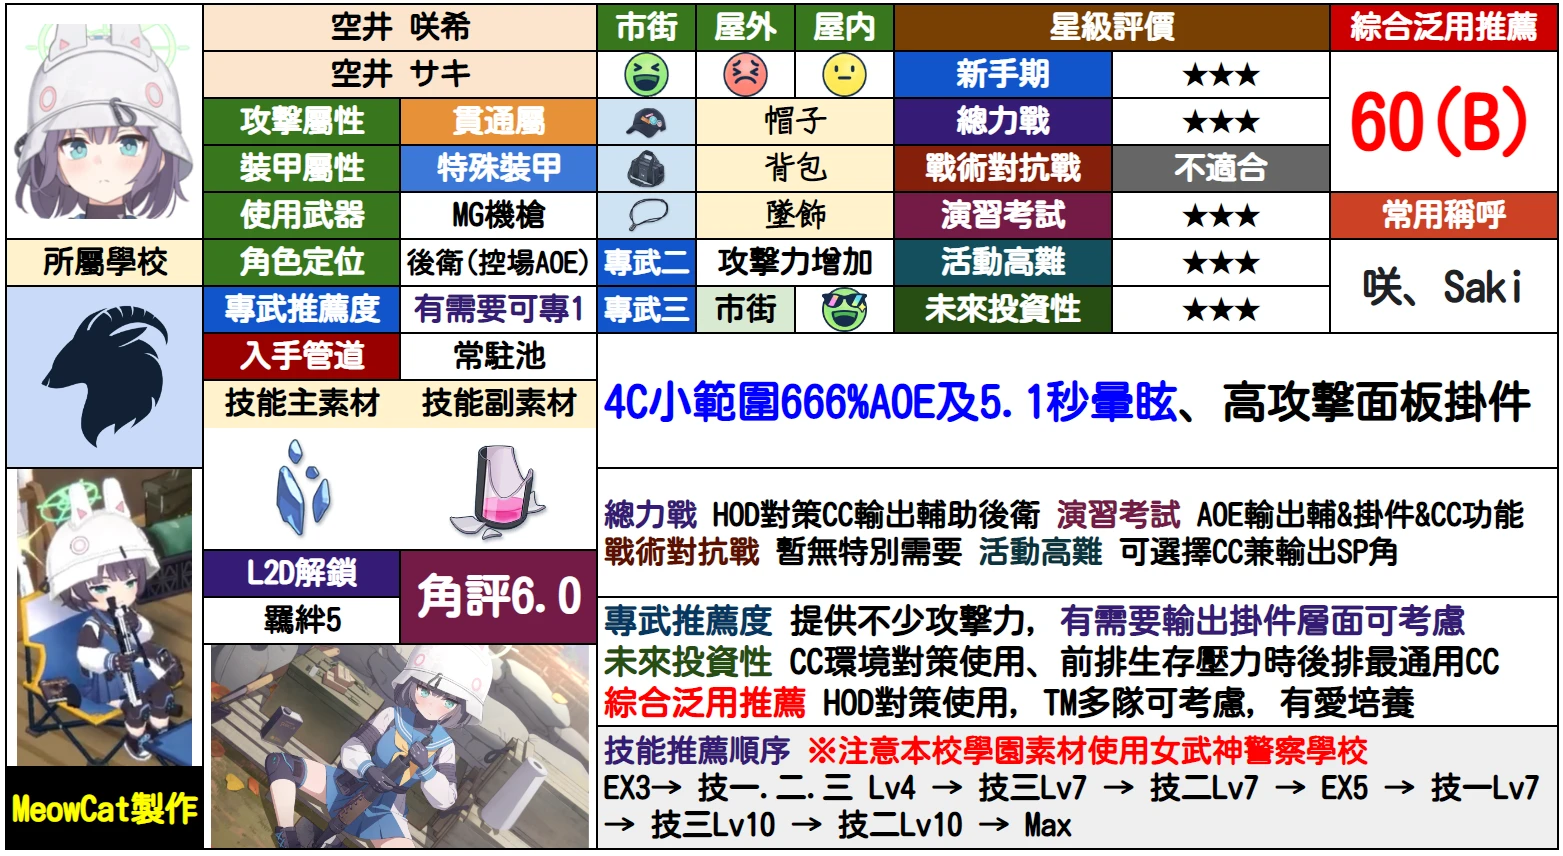 空井 咲希
市街
屋外
屋內
星級評價
綜合泛用推薦
空井 サキ
新手期
★★★
60(B)
攻擊屬性
貫通屬
帽子
總力戰
★★★
裝甲屬性
特殊裝甲
背包
戰術對抗戰
不適合
使用武器
MG機槍
墜飾
演習考試
★★★
常用稱呼
所屬學校
角色定位
後衛(控場AOE)
專武二
攻擊力增加
活動高難
★★★
咲、Saki
專武推薦度
有需要可專1
專武三
市街
未來投資性
★★★
入手管道
常駐池
4C小範圍666%AOE及5.1秒暈眩、高攻擊面板掛件
技能主素材
技能副素材
總力戰 HOD對策CC輸出輔助後衛 演習考試 AOE輸出輔&掛件&CC功能
戰術對抗戰 暫無特別需要 活動高難 可選擇CC兼輸出SP角
L2D解鎖
角評6.0
羈絆5
專武推薦度 提供不少攻擊力, 有需要輸出掛件層面可考慮
未來投資性 CC環境對策使用、前排生存壓力時後排最通用CC
綜合泛用推薦 HOD對策使用, TM多隊可考慮, 有愛培養
技能推薦順序 ※注意本校學園素材使用女武神警察學校
EX3→ 技一.二.三 Lv4 → 技三Lv7 → 技二Lv7 → EX5 → 技一Lv7
→ 技三Lv10 → 技二Lv10 → Max
MeowCat製作